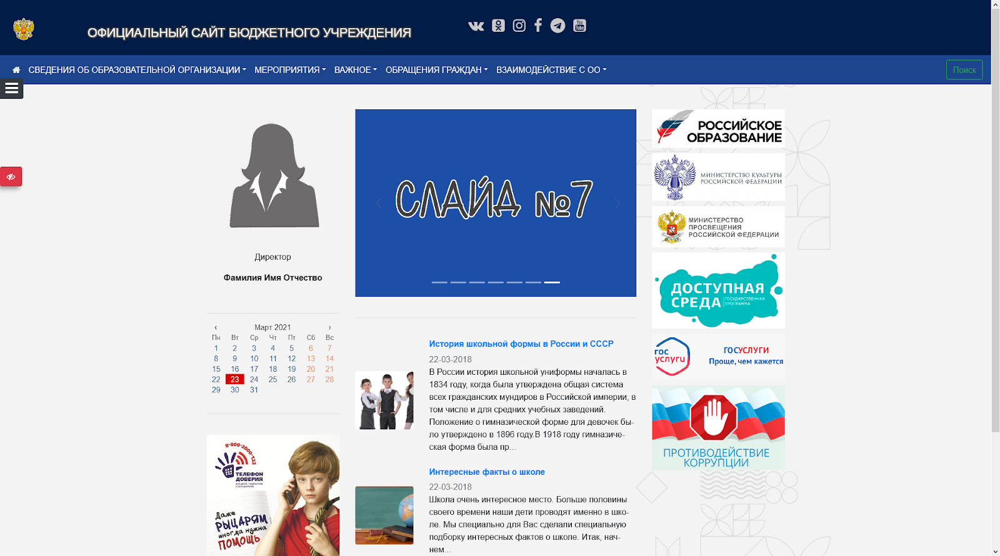 ОФИЦИАЛЬНЫЙ САЙТ БЮДЖЕТНОГО УЧРЕЖДЕНИЯ
You
Tube
СВЕДЕНИЯ ОБ ОБРАЗОВАТЕЛЬНОЙ ОРГАНИЗАЦИИ МЕРОПРИЯТИЯ ВАЖНОЕ ОБРАЩЕНИЯ ГРАЖДАН ВЗАИМОДЕЙСТВИЕ С ОО Поиск
Директор
Фамилия Имя Отчество
‹ Март 2021 ›
Пн Вт Ср Чт Пт Сб Вс
1 2 3 4 5 6 7
8 9 10 11 12 13 14
15 16 17 18 19 20 21
22 23 24 25 26 27 28
29 30 31
8-800-2000-122
ТЕЛЕФОН
ДОВЕРИЯ
ДЛЯ ДЕТЕЙ, ПОДРОСТКОВ
И ИХ РОДИТЕЛЕЙ
Даже
РЫЦАРЯМ
иногда нужна
ПОМОЩЬ
СЛАЙД №7
История школьной формы в России и СССР
22-03-2018
В России история школьной униформы началась в
1834 году, когда была утверждена общая система
всех гражданских мундиров в Российской империи, в
том числе и для средних учебных заведений.
Положение о гимназической форме для девочек бы-
ло утверждено в 1896 году.В 1918 году гимназиче-
ская форма была пр...
Интересные факты о школе
22-03-2018
Школа очень интересное место. Больше половины
своего времени наши дети проводят именно в шко-
ле. Мы специально для Вас сделали специальную
подборку интересных фактов о школе. Итак, нач-
нем...
РОССИЙСКОЕ
ОБРАЗОВАНИЕ
МИНИСТЕРСТВО КУЛЬТУРЫ
РОССИЙСКОЙ ФЕДЕРАЦИИ
МИНИСТЕРСТВО
ПРОСВЕЩЕНИЯ
РОССИЙСКОЙ ФЕДЕРАЦИИ
ДОСТУПНАЯ
СРЕДА
ГОСУДАРСТВЕННАЯ
ПРОГРАММА
гос
услуги
ГОСУСЛУГИ
Проще, чем кажется
ПРОТИВОДЕЙСТВИЕ
КОРРУПЦИИ